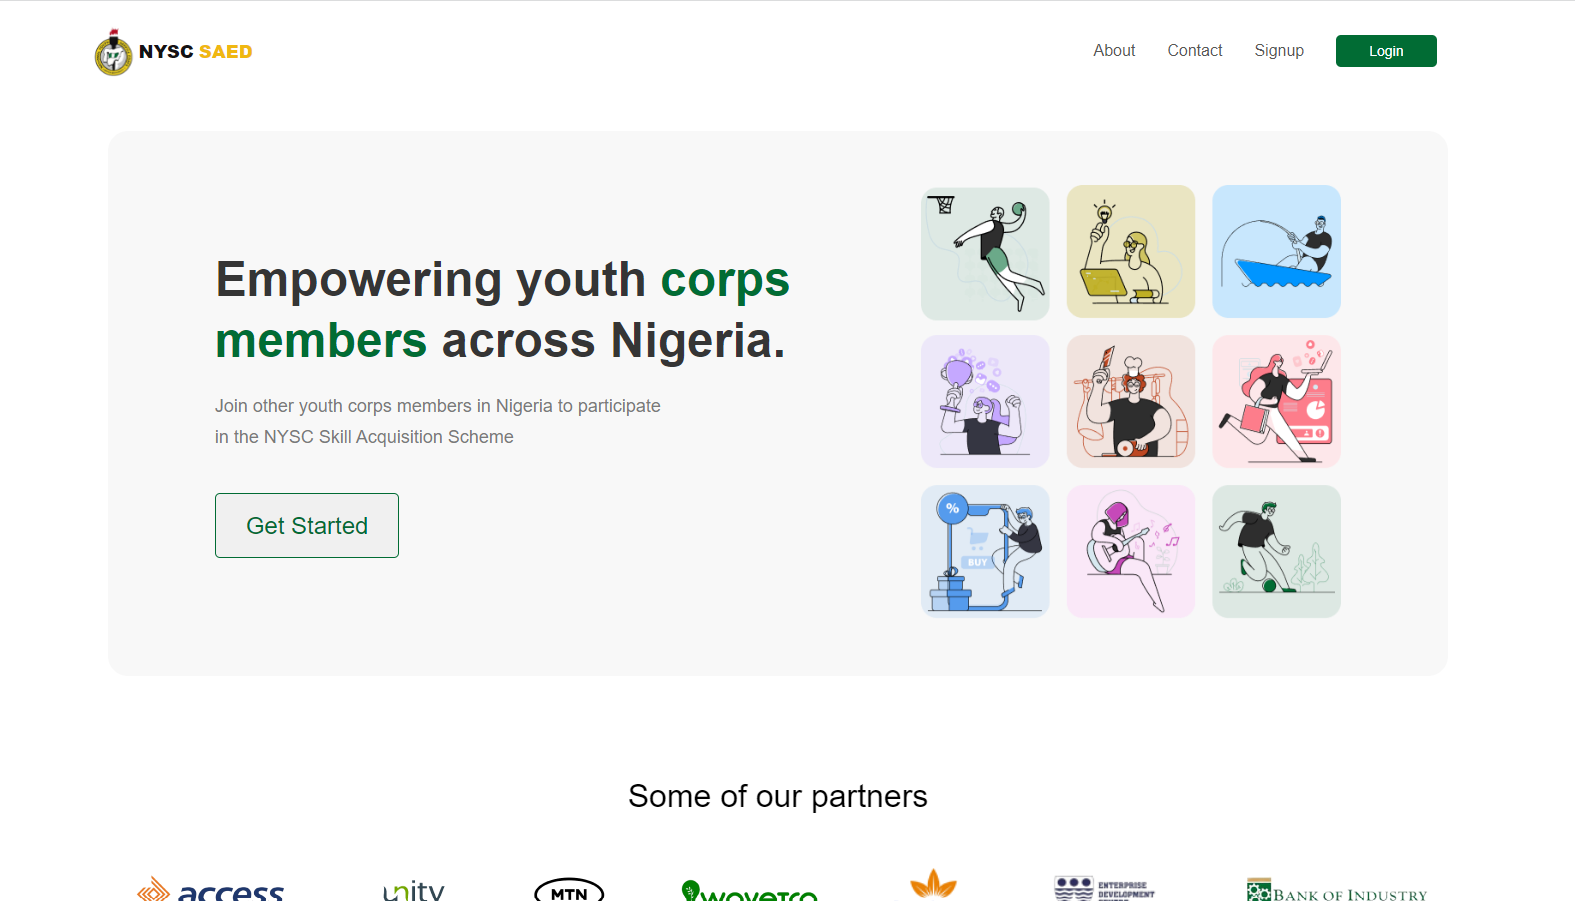 NYSC SAED
About
Contact
Signup
Login
Empowering youth corps
members across Nigeria.
Join other youth corps members in Nigeria to participate
in the NYSC Skill Acquisition Scheme
Get Started
%
BUY
Some of our partners
access
unity
MTN
ENTERPRISE
DEVELOPMENT
BANK OF INDUSTRY